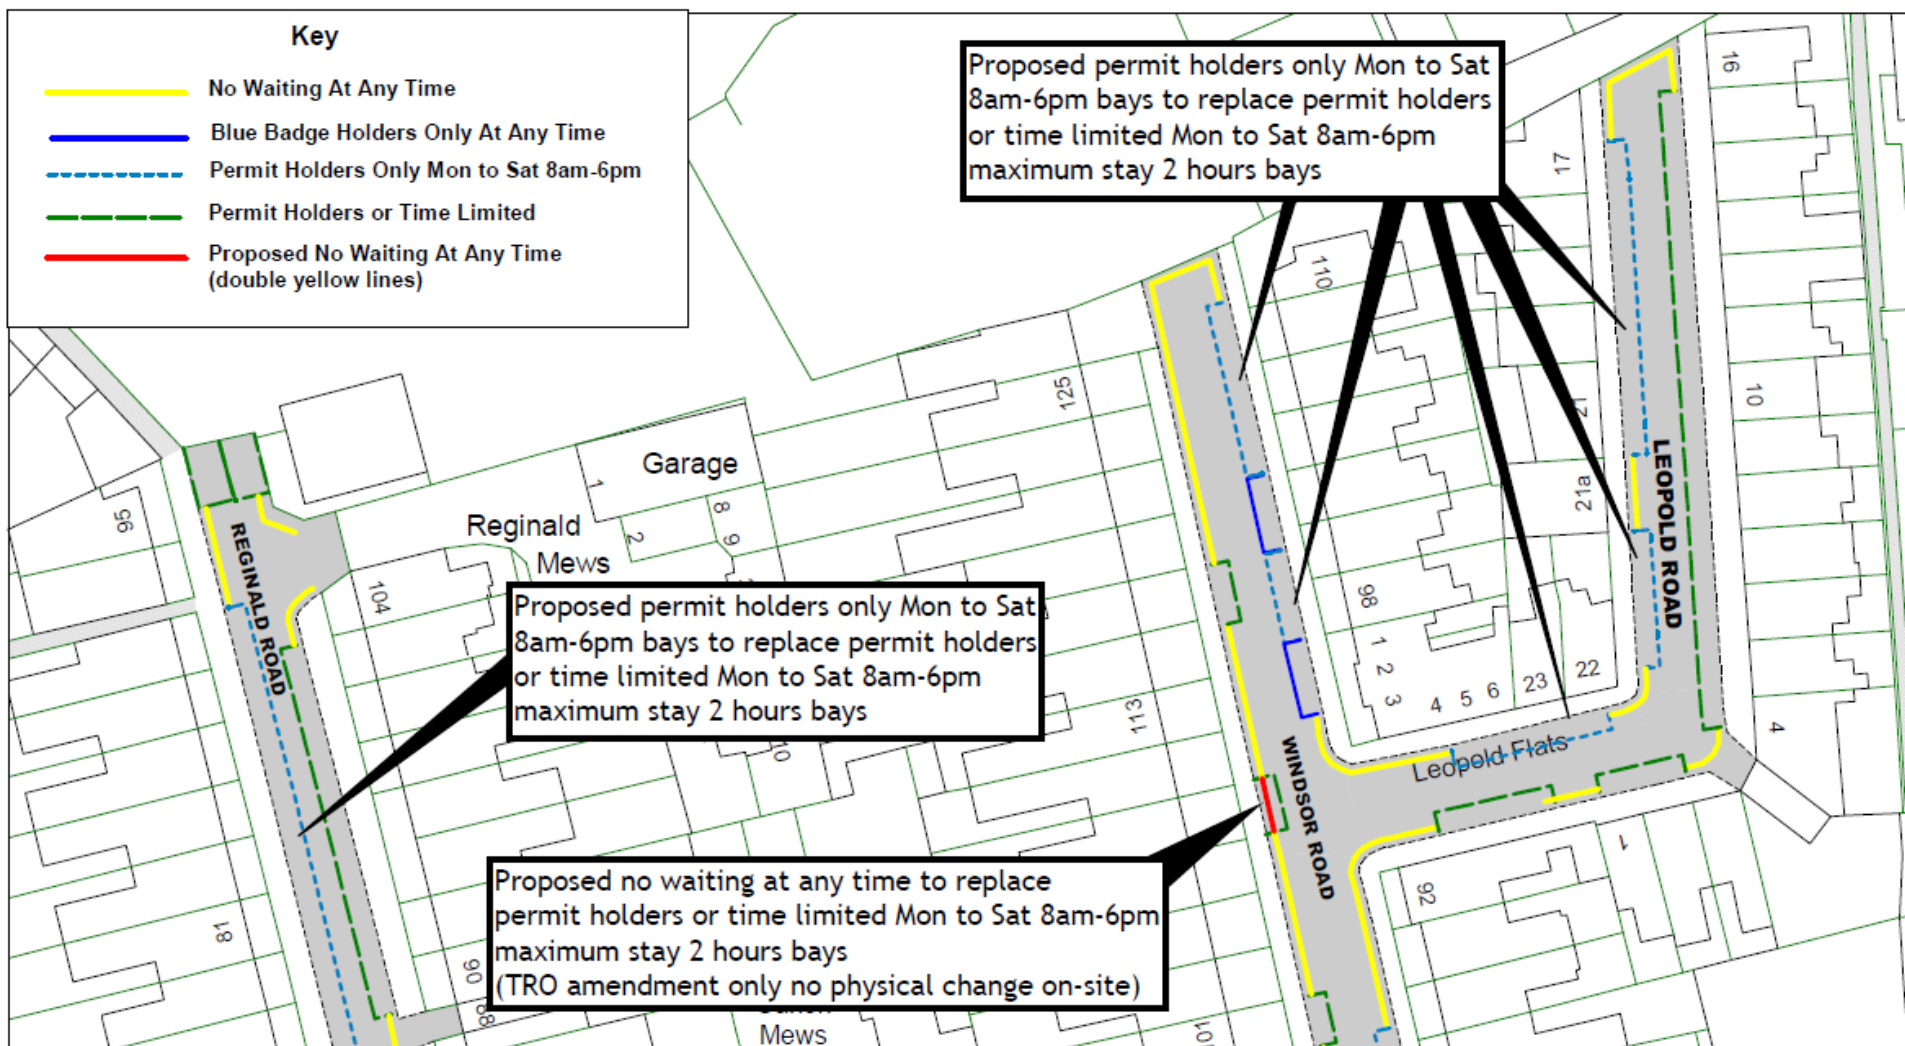 Key
No Waiting At Any Time
Blue Badge Holders Only At Any Time
Permit Holders Only Mon to Sat 8am-6pm
Permit Holders or Time Limited
Proposed No Waiting At Any Time
(double yellow lines)
Proposed permit holders only Mon to Sat
8am-6pm bays to replace permit holders
or time limited Mon to Sat 8am-6pm
maximum stay 2 hours bays
16
17
110
125
10
21
21a
LEOPOLD ROAD
Garage
1
2
8
9
95
Reginald
Mews
REGINALD ROAD
104
Proposed permit holders only Mon to Sat
8am-6pm bays to replace permit holders
or time limited Mon to Sat 8am-6pm
maximum stay 2 hours bays
10
113
98
1
2
3
4
5
6
23
22
Leopold Flats
4
WINDSOR ROAD
1
92
81
90
88
Proposed no waiting at any time to replace
permit holders or time limited Mon to Sat 8am-6pm
maximum stay 2 hours bays
(TRO amendment only no physical change on-site)
Mews
101